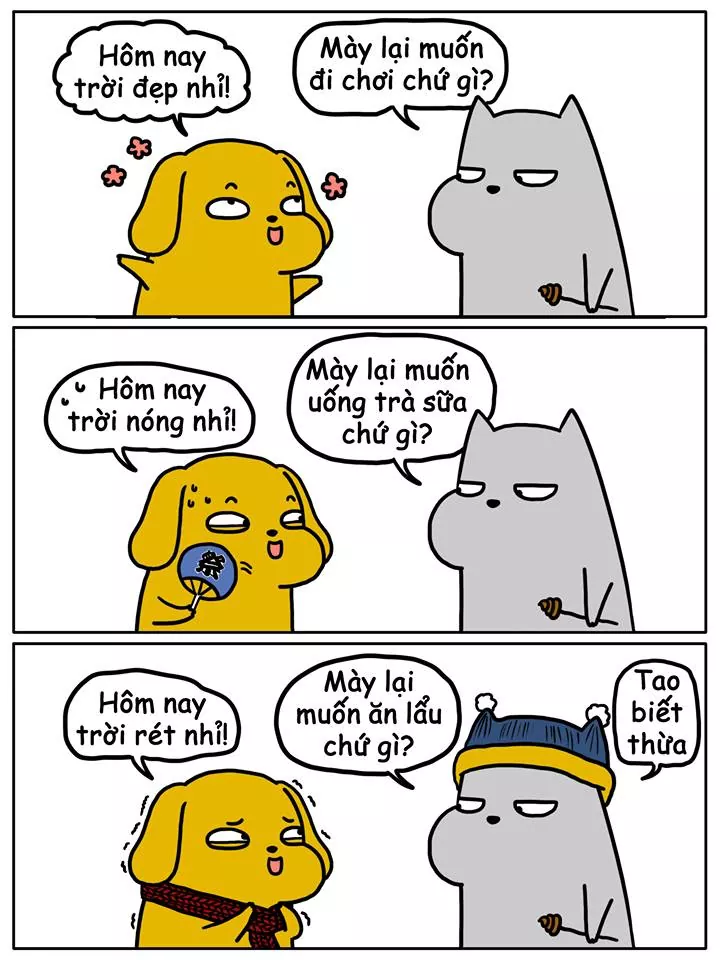 Hôm nay
trời đẹp nhỉ!
Mày lại muốn
đi chơi chứ gì?
Hôm nay
trời nóng nhỉ!
Mày lại muốn
uống trà sữa
chứ gì?
祭
Hôm nay
trời rét nhỉ!
Mày lại
muốn ăn lẩu
chứ gì?
Tao
biết
thừa